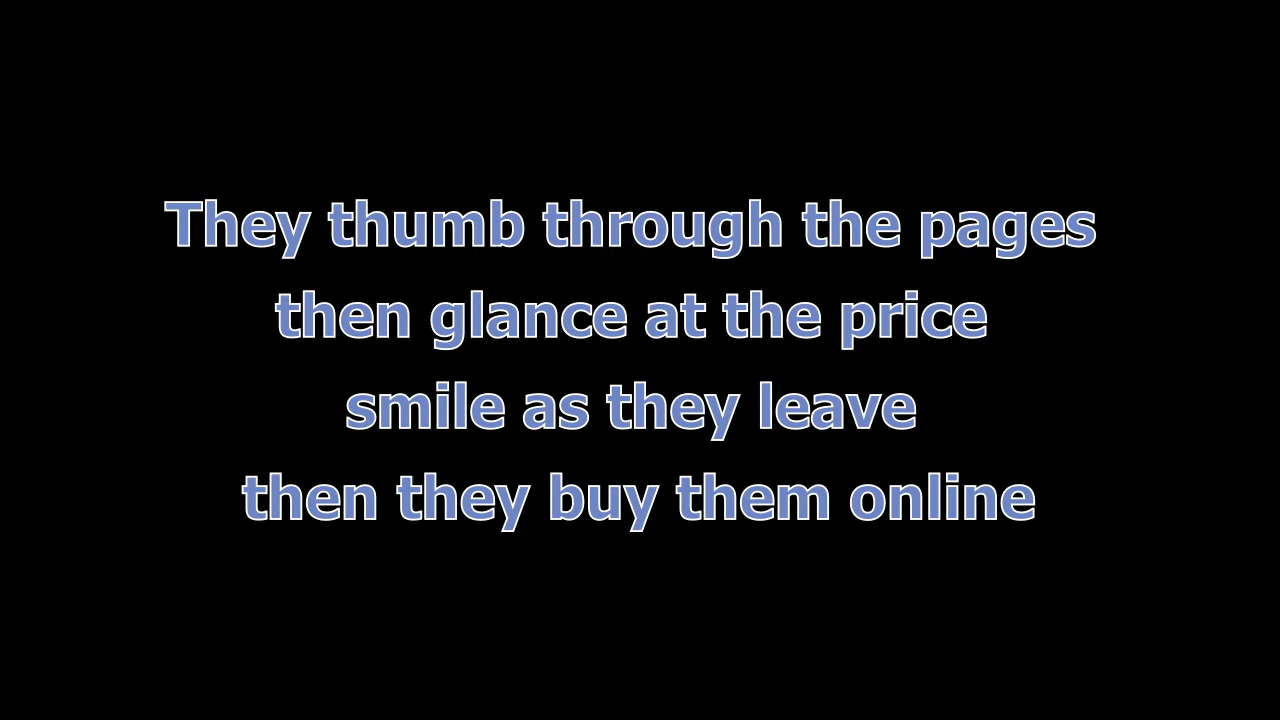 They thumb through the pages
then glance at the price
smile as they leave
then they buy them online